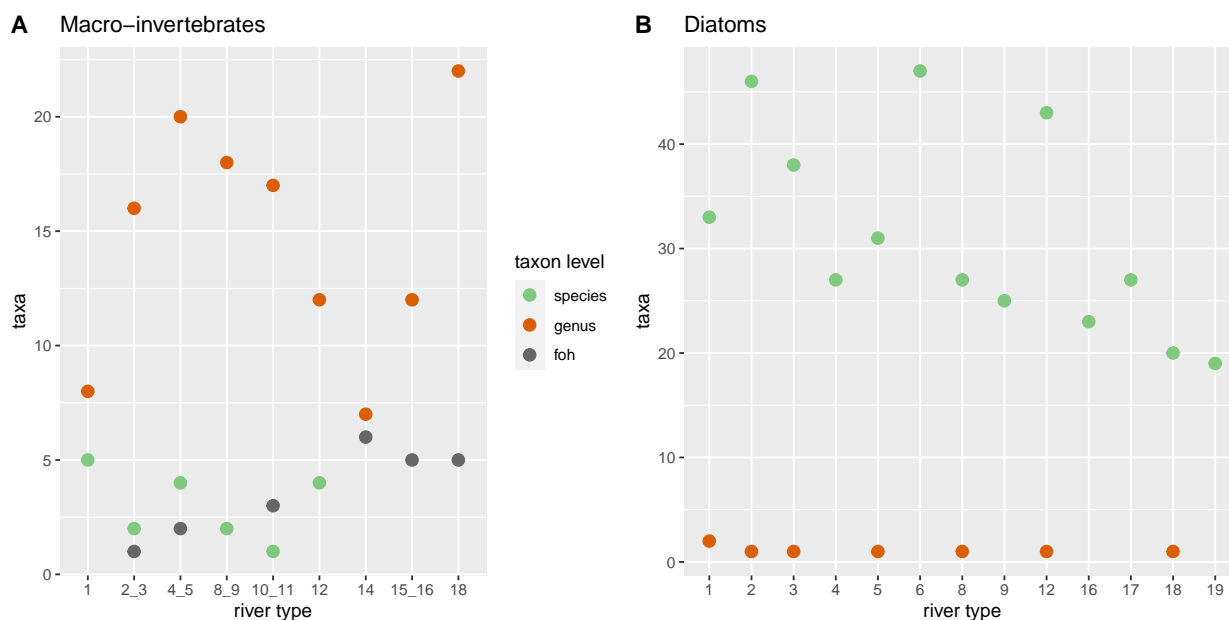 A Macro−invertebrates
20
15
10
5
0
taxa
1 2_3 4_5 8_9 10_11 12 14 15_16 18
river type
taxon level
species
genus
foh
B Diatoms
40
30
20
10
0
taxa
1 2 3 4 5 6 8 9 12 16 17 18 19
river type